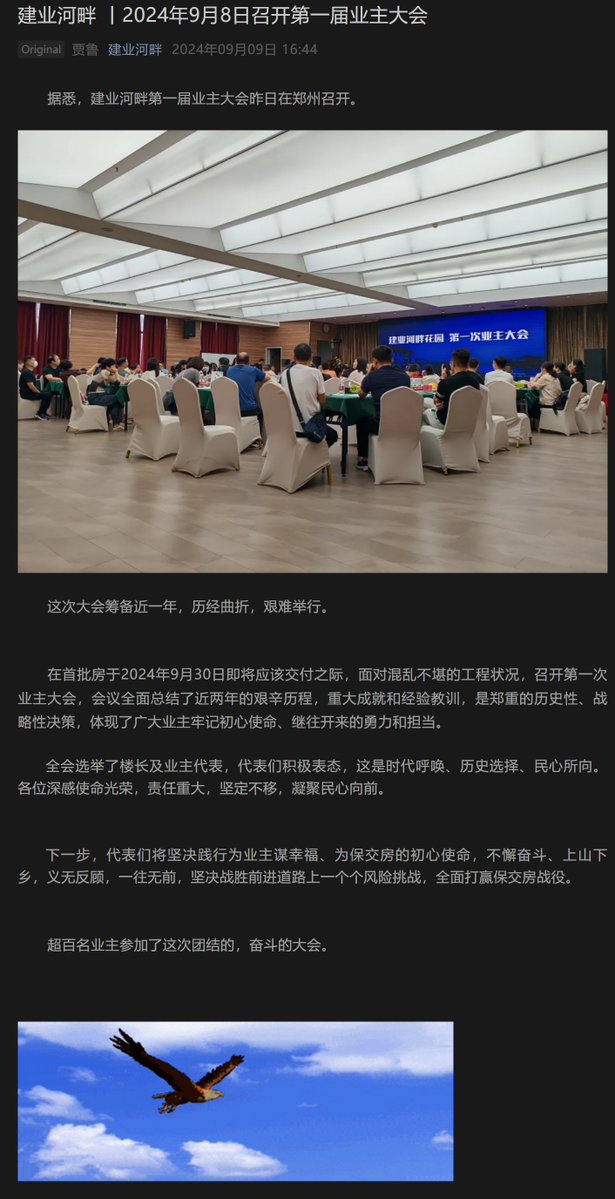 建业河畔 | 2024年9月8日召开第一届业主大会
Original 贾鲁 建业河畔 2024年09月09日 16:44
据悉，建业河畔第一届业主大会昨日在郑州召开。
建业河畔花园 第一次业主大会
这次大会筹备近一年，历经曲折，艰难举行。
在首批房于2024年9月30日即将应该交付之际，面对混乱不堪的工程状况，召开第一次
业主大会，会议全面总结了近两年的艰辛历程，重大成就和经验教训，是郑重的历史性、战
略性决策，体现了广大业主牢记初心使命、继往开来的勇力和担当。
全会选举了楼长及业主代表，代表们积极表态，这是时代呼唤、历史选择、民心所向。
各位深感使命光荣，责任重大，坚定不移，凝聚民心向前。
下一步，代表们将坚决践行为业主谋幸福、为保交房的初心使命，不懈奋斗、上山下
乡，义无反顾，一往无前，坚决战胜前进道路上一个个风险挑战，全面打赢保交房战役。
超百名业主参加了这次团结的，奋斗的大会。